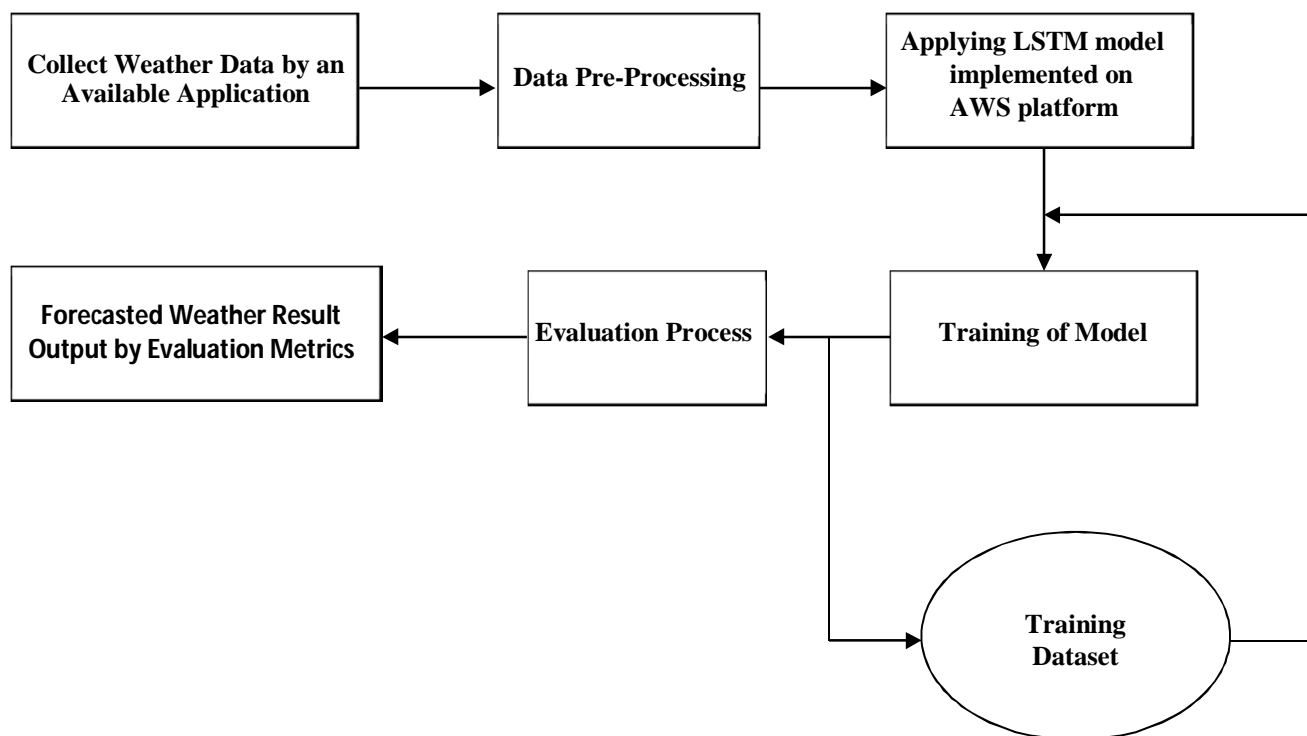 Collect Weather Data by an
Available Application
Data Pre-Processing
Applying LSTM model
implemented on
AWS platform
Forecasted Weather Result
Output by Evaluation Metrics
Evaluation Process
Training of Model
Training
Dataset